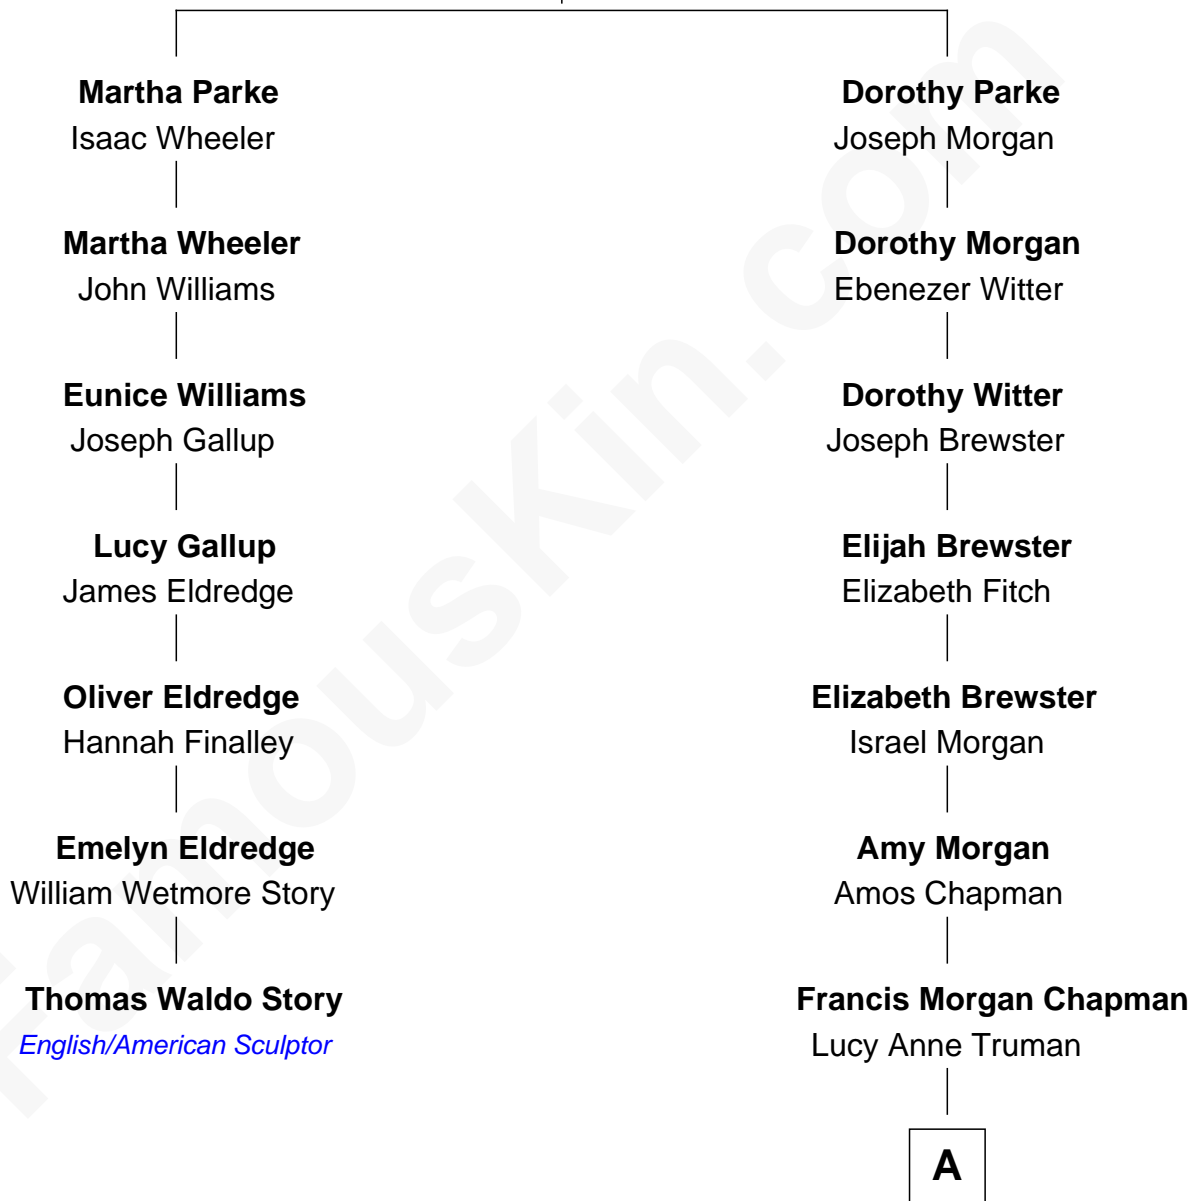 Martha Parke
Isaac Wheeler
Martha Wheeler
John Williams
Eunice Williams
Joseph Gallup
Lucy Gallup
James Eldredge
Oliver Eldredge
Hannah Finalley
Emelyn Eldredge
William Wetmore Story
Thomas Waldo Story
English/American Sculptor
Dorothy Parke
Joseph Morgan
Dorothy Morgan
Ebenezer Witter
Dorothy Witter
Joseph Brewster
Elijah Brewster
Elizabeth Fitch
Elizabeth Brewster
Israel Morgan
Amy Morgan
Amos Chapman
Francis Morgan Chapman
Lucy Anne Truman
A
FamousKin.com